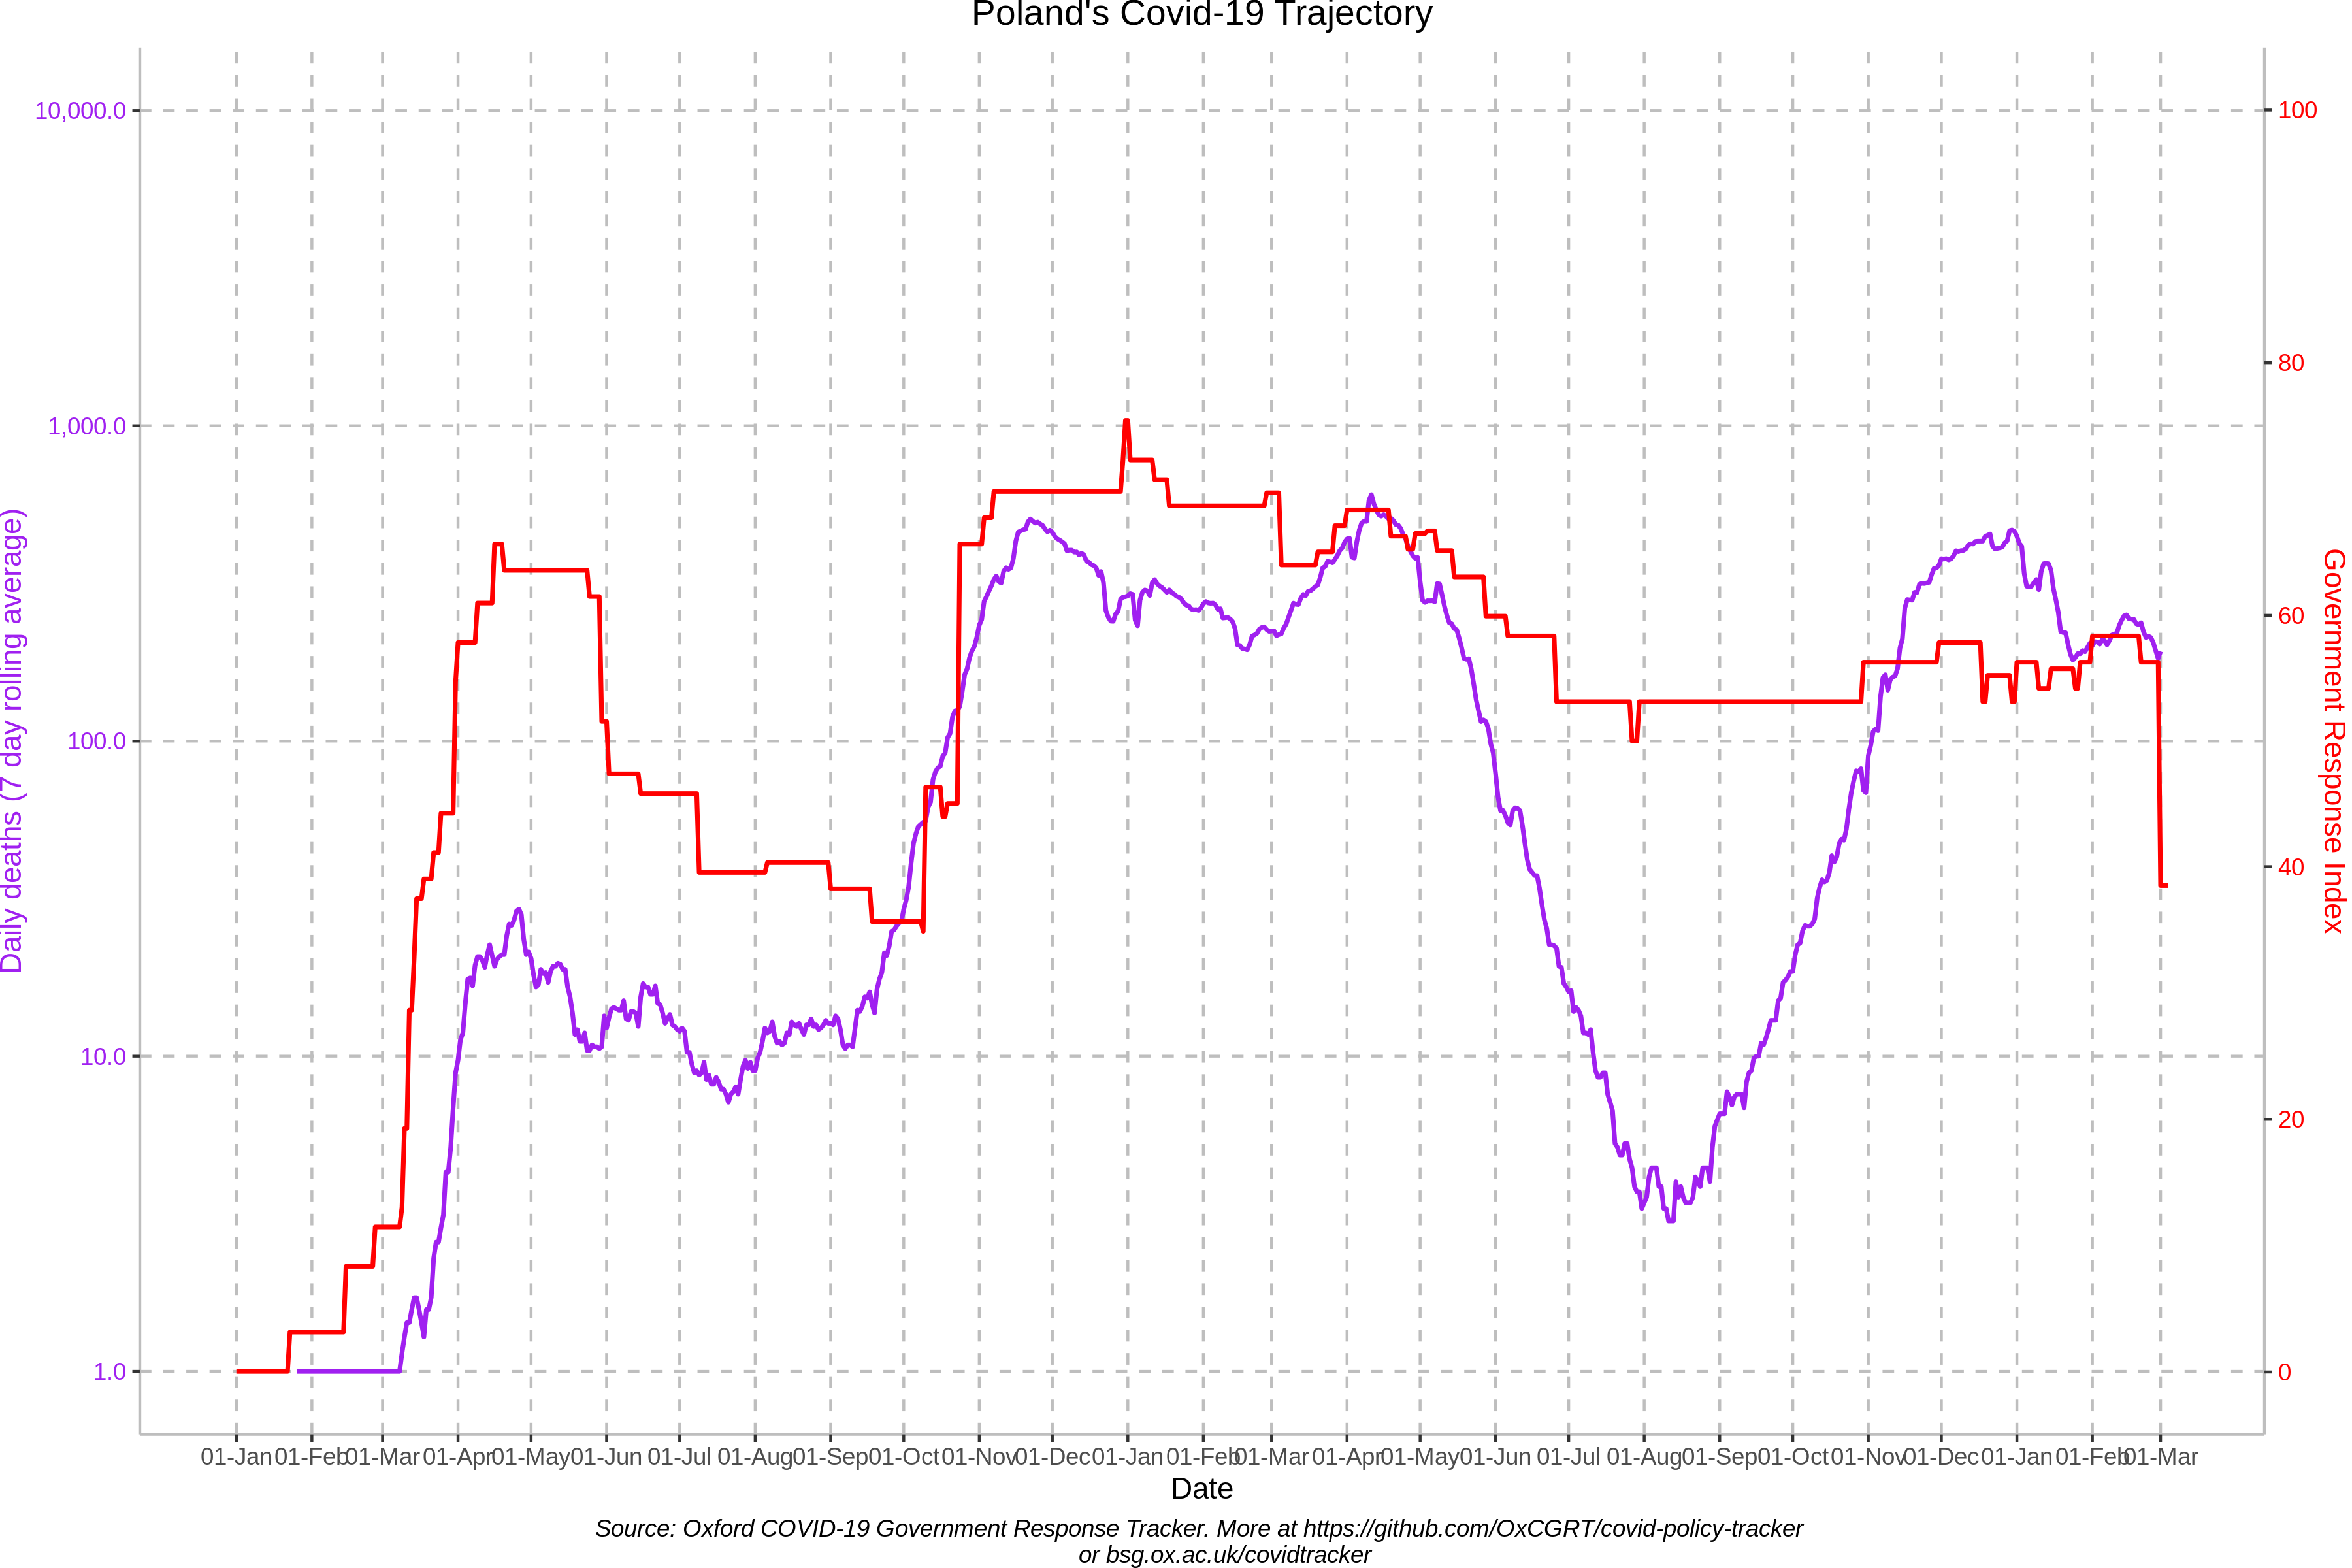 Poland's Covid-19 Trajectory
10,000.0
1,000.0
100.0
10.0
1.0
Daily deaths (7 day rolling average)
100
80
60
40
20
0
Government Response Index
01-Jan 01-Feb 01-Mar 01-Apr 01-May 01-Jun 01-Jul 01-Aug 01-Sep 01-Oct 01-Nov 01-Dec 01-Jan 01-Feb 01-Mar 01-Apr 01-May 01-Jun 01-Jul 01-Aug 01-Sep 01-Oct 01-Nov 01-Dec 01-Jan 01-Feb 01-Mar
Date
Source: Oxford COVID-19 Government Response Tracker. More at https://github.com/OxCGRT/covid-policy-tracker
or bsg.ox.ac.uk/covidtracker